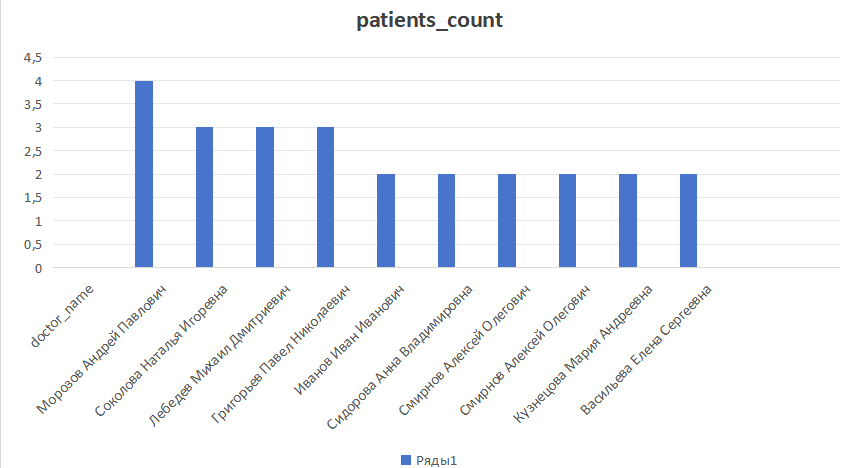 patients_count
4,5
4
3,5
3
2,5
2
1,5
1
0,5
0
doctor_name
Морозов Андрей Павлович
Соколова Наталья Игоревна
Лебедев Михаил Дмитриевич
Григорьев Павел Николаевич
Иванов Иван Иванович
Сидорова Анна Владимировна
Смирнов Алексей Олегович
Смирнов Алексей Олегович
Кузнецова Мария Андреевна
Васильева Елена Сергеевна
Ряды1